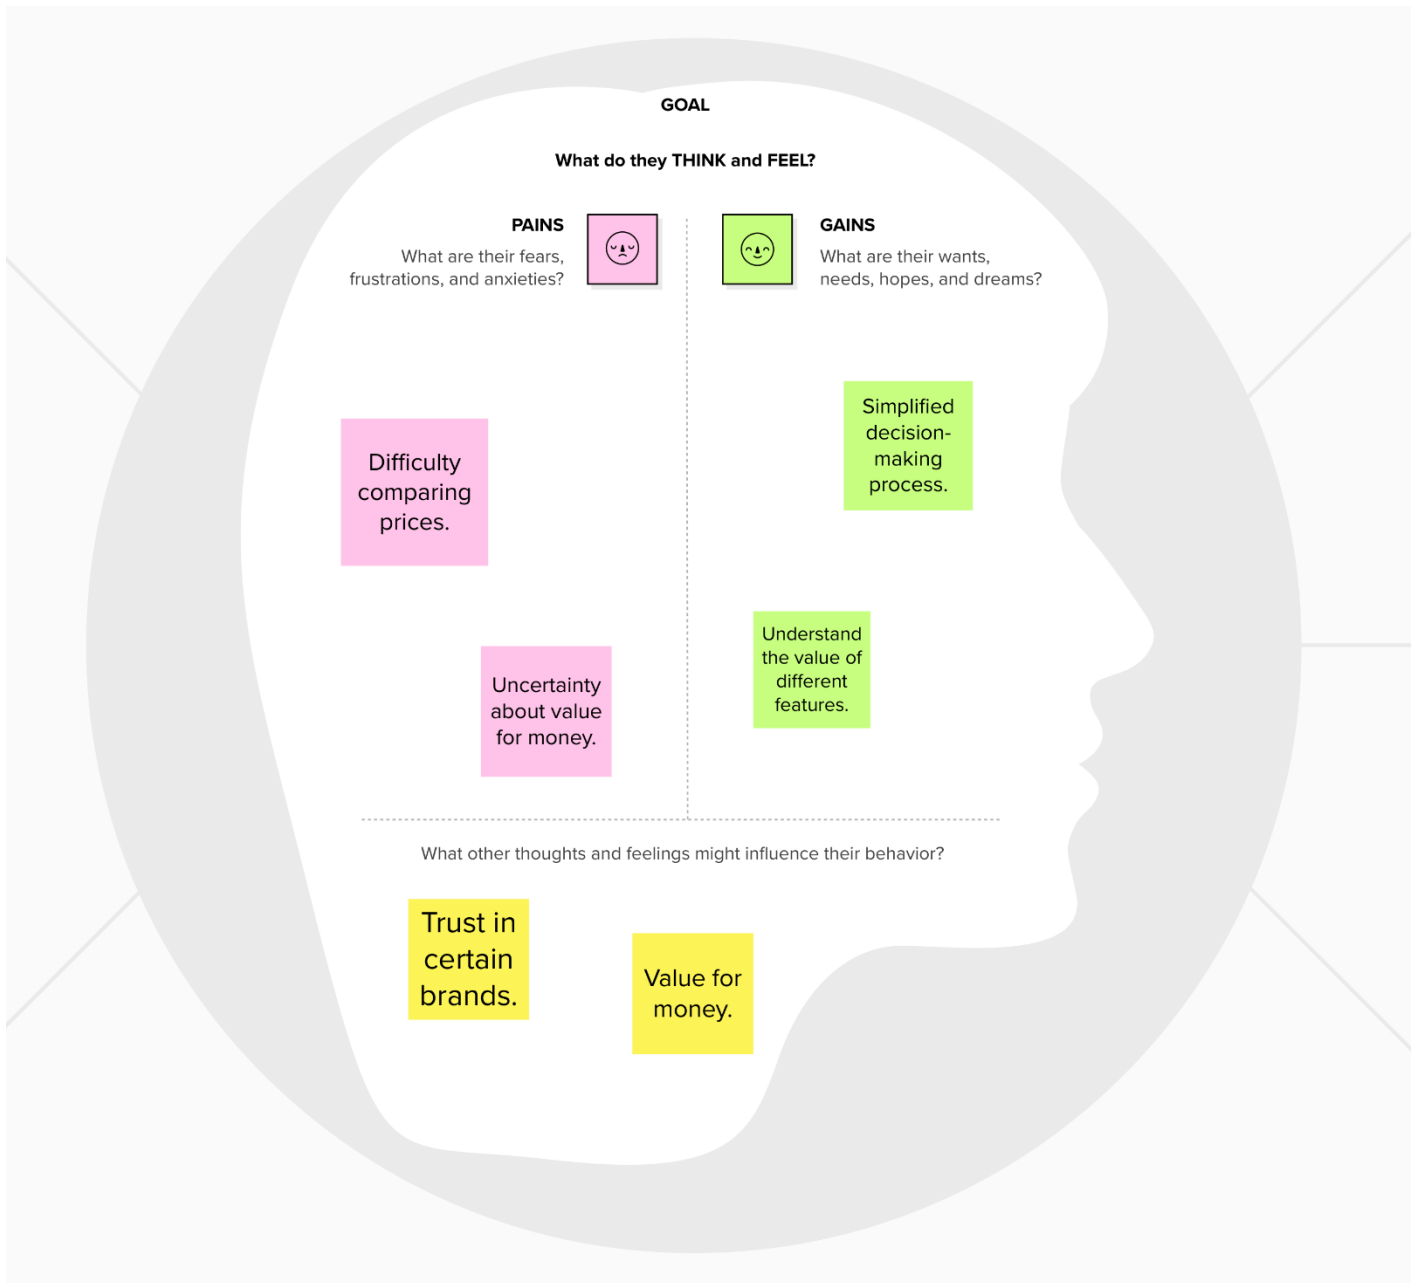 GOAL
What do they THINK and FEEL?
PAINS
What are their fears,
frustrations, and anxieties?
GAINS
What are their wants,
needs, hopes, and dreams?
Difficulty
comparing
prices.
Uncertainty
about value
for money.
Simplified
decision-
making
process.
Understand
the value of
different
features.
What other thoughts and feelings might influence their behavior?
Trust in
certain
brands.
Value for
money.